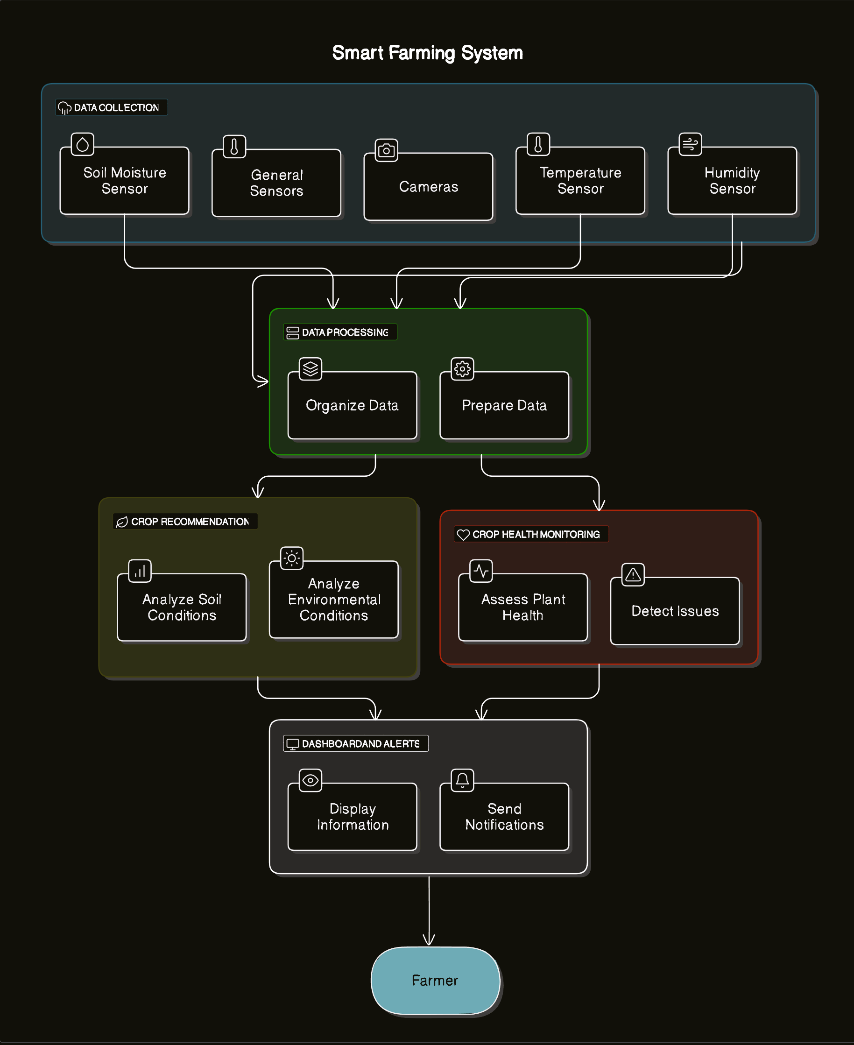 Smart Farming System
DATA COLLECTION
Soil Moisture
Sensor
General
Sensors
Cameras
Temperature
Sensor
Humidity
Sensor
DATA PROCESSING
Organize Data
Prepare Data
CROP RECOMMENDATION
Analyze Soil
Conditions
Analyze
Environmental
Conditions
CROP HEALTH MONITORING
Assess Plant
Health
Detect Issues
DASHBOARDAND ALERTS
Display
Information
Send
Notifications
Farmer